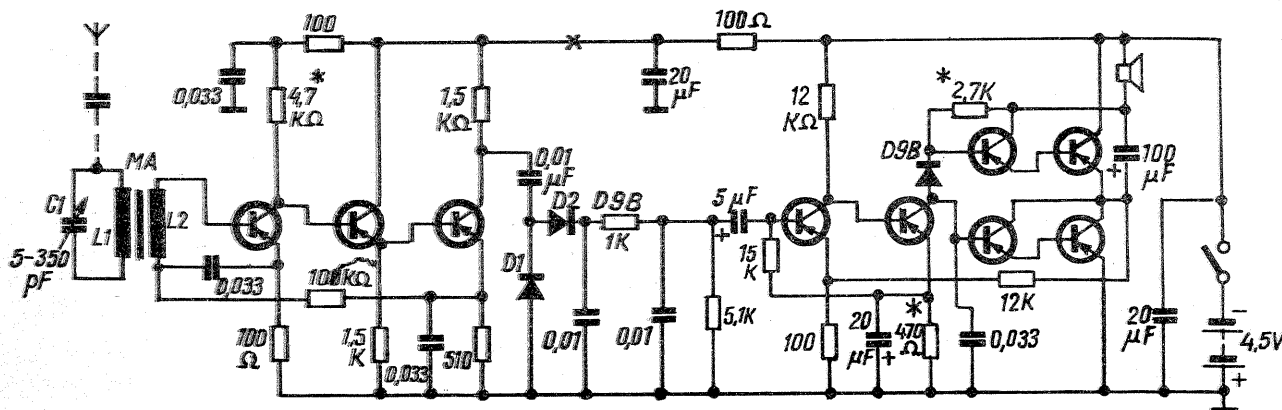 100
100Ω
0,033
4,7
KΩ
*
1,5
KΩ
20
µF
12
KΩ
*
2,7K
D9B
100
µF
+
MA
C1
L1
L2
5-350
pF
0,033
100KΩ
0,01
µF
D2
D9B
1K
D1
5 µF
+
15
K
12K
100
Ω
1,5
K
0,033
510
0,01
0,01
5,1K
100
20
µF
+
*
470
Ω
0,033
20
µF
-
4,5V
+